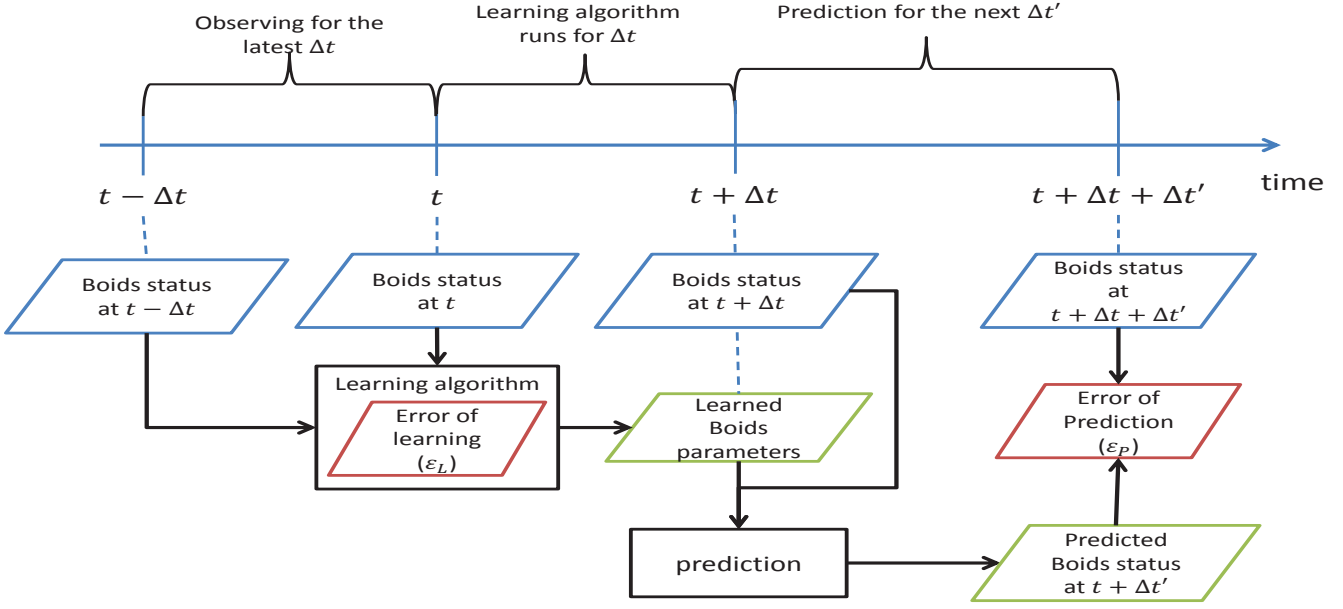 Observing for the
latest Δt
Learning algorithm
runs for Δt
Prediction for the next Δt′
time
t − Δt
t
t + Δt
t + Δt + Δt′
Boids status
at t − Δt
Boids status
at t
Boids status
at t + Δt
Boids status
at
t + Δt + Δt′
Learning algorithm
Error of
learning
(ε_L)
Learned
Boids
parameters
Error of
Prediction
(ε_P)
prediction
Predicted
Boids status
at t + Δt′